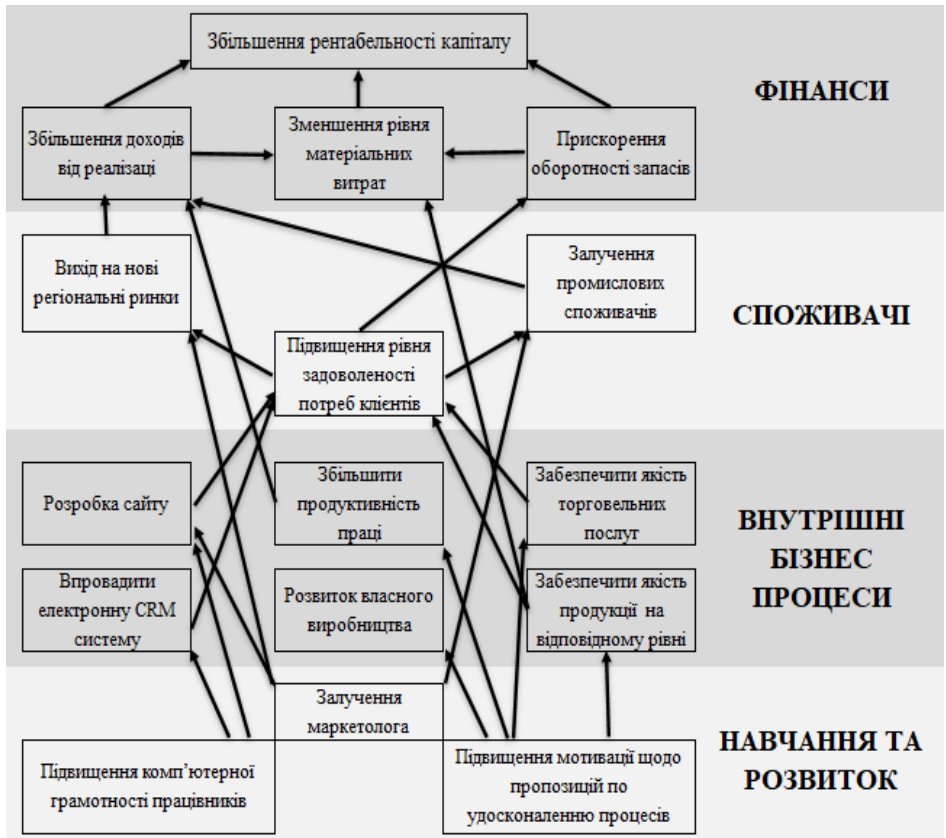 Збільшення рентабельності капіталу
ФІНАНСИ
Збільшення доходів
від реалізаці
Зменшення рівня
матеріальних
витрат
Прискорення
оборотності запасів
Вихід на нові
регіональні ринки
Залучення
промислових
споживачів
СПОЖИВАЧІ
Підвищення рівня
задоволеності
потреб клієнтів
Розробка сайту
Збільшити
продуктивність
праці
Забезпечити якість
торговельних
послуг
ВНУТРІШНІ
БІЗНЕС
ПРОЦЕСИ
Впровадити
електронну CRM
систему
Розвиток власного
виробництва
Забезпечити якість
продукції на
відповідному рівні
Залучення
маркетолога
НАВЧАННЯ ТА
РОЗВИТОК
Підвищення комп’ютерної
грамотності працівників
Підвищення мотивації щодо
пропозицій по
удосконаленню процесів